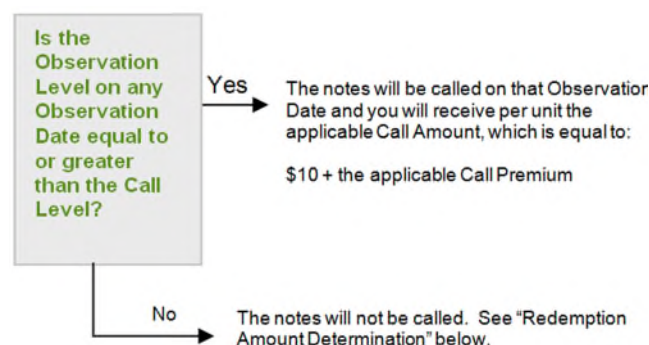 Is the
Observation
Level on any
Observation
Date equal to
or greater
than the Call
Level?
Yes
The notes will be called on that Observation
Date and you will receive per unit the
applicable Call Amount, which is equal to:
$10 + the applicable Call Premium
No
The notes will not be called. See “Redemption
Amount Determination” below.